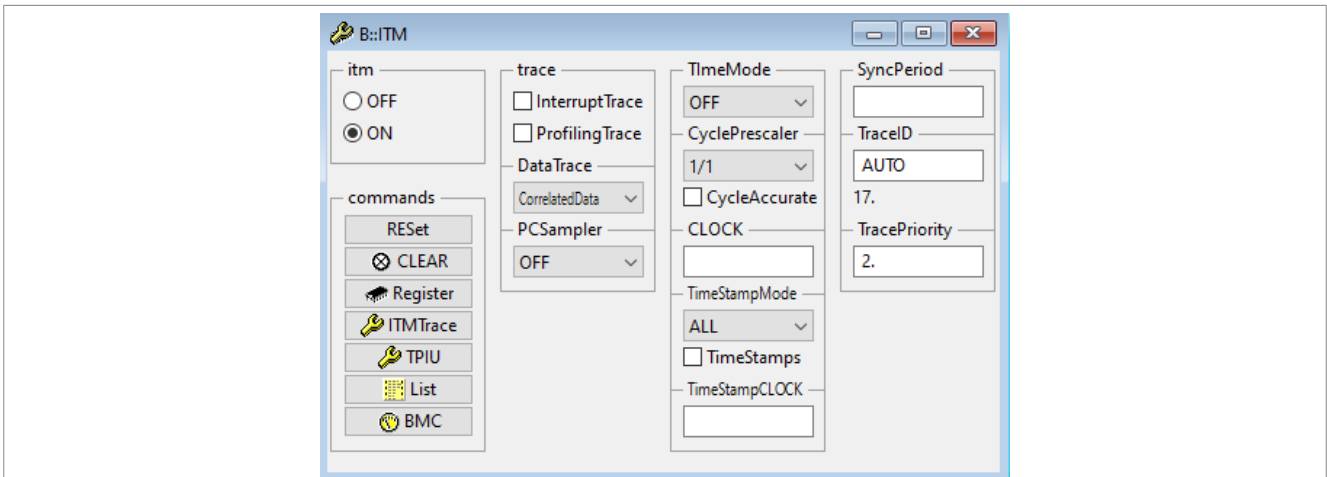 B::ITM
itm
OFF
ON
commands
RESet
CLEAR
Register
ITMTrace
TPIU
List
BMC
trace
InterruptTrace
ProfilingTrace
DataTrace
CorrelatedData
PCSampler
OFF
TImeMode
OFF
CyclePrescaler
1/1
CycleAccurate
CLOCK
TimeStampMode
ALL
TimeStamps
TimeStampCLOCK
SyncPeriod
TraceID
AUTO
17.
TracePriority
2.